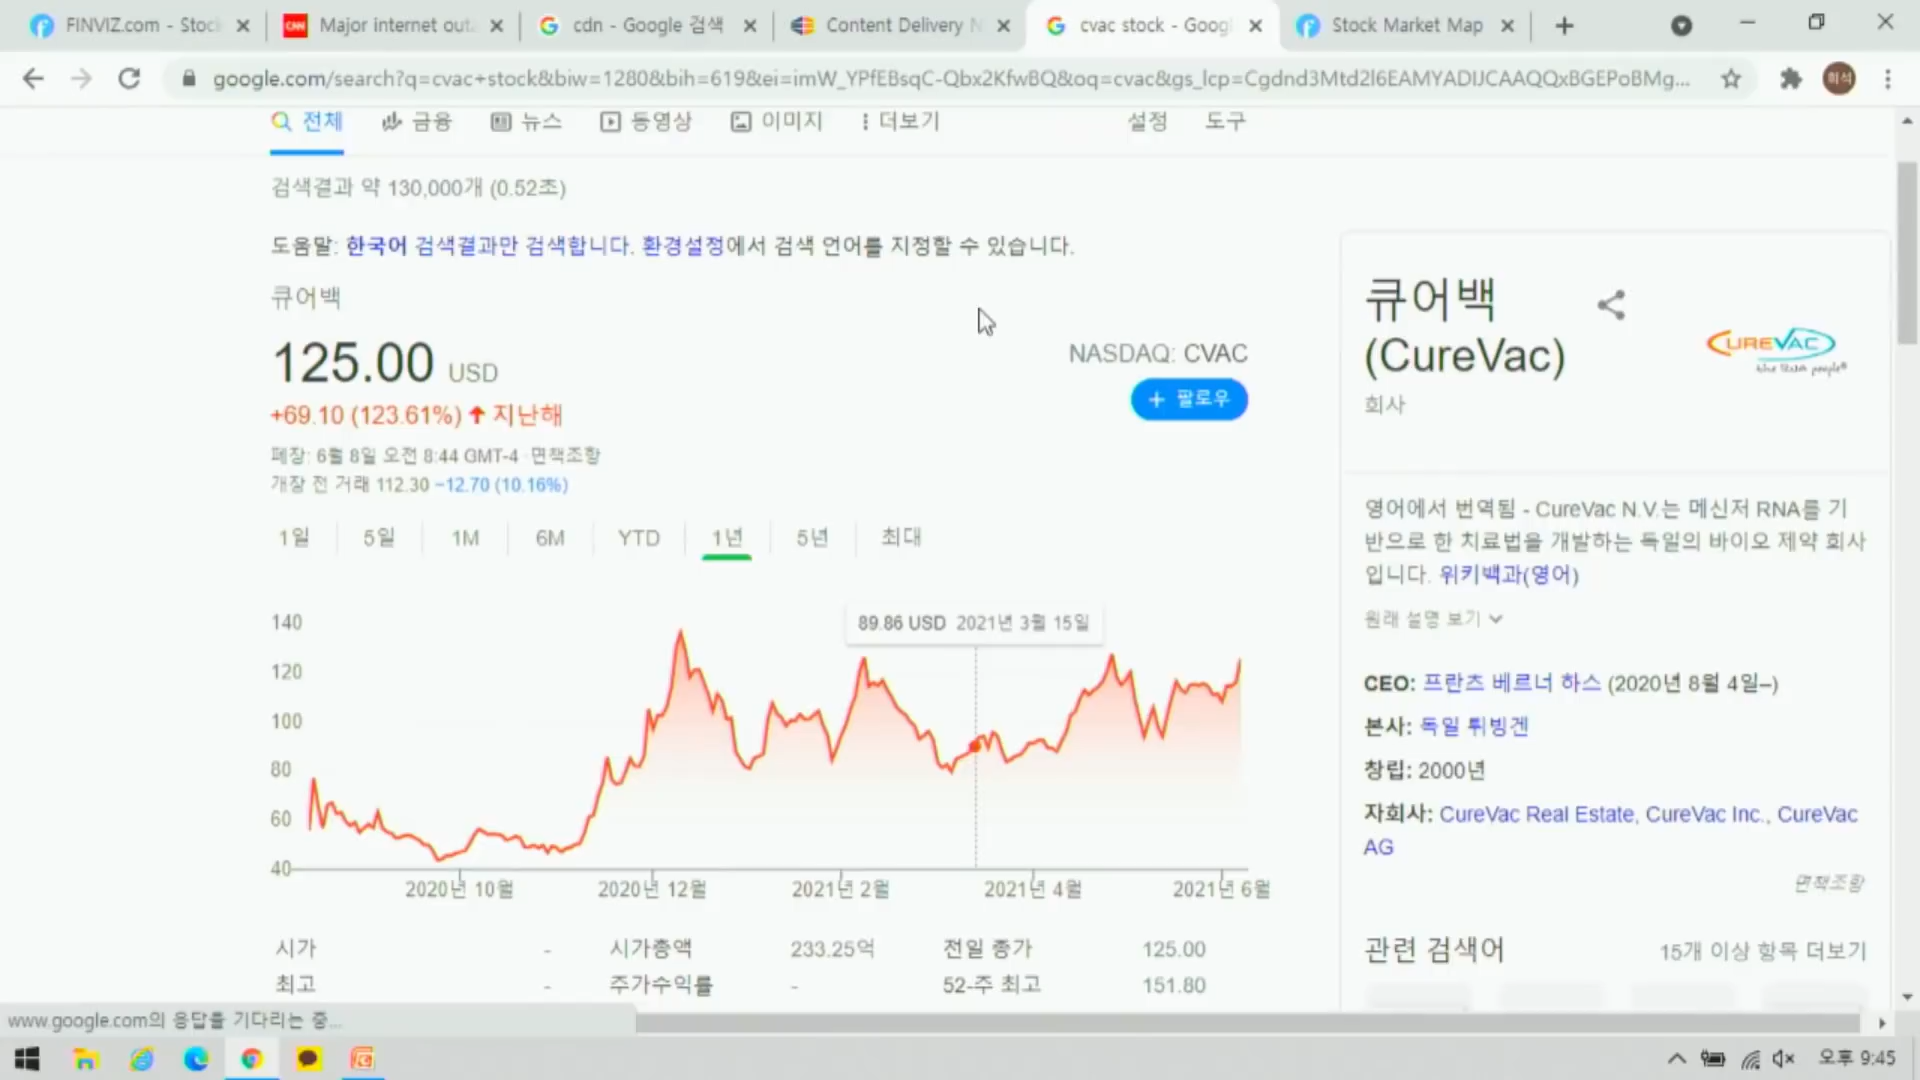 FINVIZ.com - Stoc
Major internet out
cdn - Google 검색
Content Delivery N
cvac stock - Goog
Stock Market Map
google.com/search?q=cvac+stock&biw=1280&bih=619&ei=imW_YPfEBsqC-Qbx2KfwBQ&oq=cvac&gs_lcp=Cgdnd3Mtd2l6EAMYADIJCAAQQxBGEPoBMg...
희석
전체 금융 뉴스 동영상 이미지 더보기 설정 도구
검색결과 약 130,000개 (0.52초)
도움말: 한국어 검색결과만 검색합니다. 환경설정에서 검색 언어를 지정할 수 있습니다.
큐어백
125.00 USD
NASDAQ: CVAC
+ 팔로우
+69.10 (123.61%) 지난해
폐장: 6월 8일 오전 8:44 GMT-4 · 면책조항
개장 전 거래 112.30 −12.70 (10.16%)
1일 5일 1M 6M YTD 1년 5년 최대
89.86 USD 2021년 3월 15일
140
120
100
80
60
40
2020년 10월 2020년 12월 2021년 2월 2021년 4월 2021년 6월
시가 - 시가총액 233.25억 전일 종가 125.00
최고 - 주가수익률 - 52-주 최고 151.80
큐어백
(CureVac)
회사
CUREVAC
the RNA people®
영어에서 번역됨 - CureVac N.V.는 메신저 RNA를 기
반으로 한 치료법을 개발하는 독일의 바이오 제약 회사
입니다. 위키백과(영어)
원래 설명 보기
CEO: 프란츠 베르너 하스 (2020년 8월 4일–)
본사: 독일 튀빙겐
창립: 2000년
자회사: CureVac Real Estate, CureVac Inc., CureVac
AG
면책조항
관련 검색어 15개 이상 항목 더보기
www.google.com의 응답을 기다리는 중...
오후 9:45